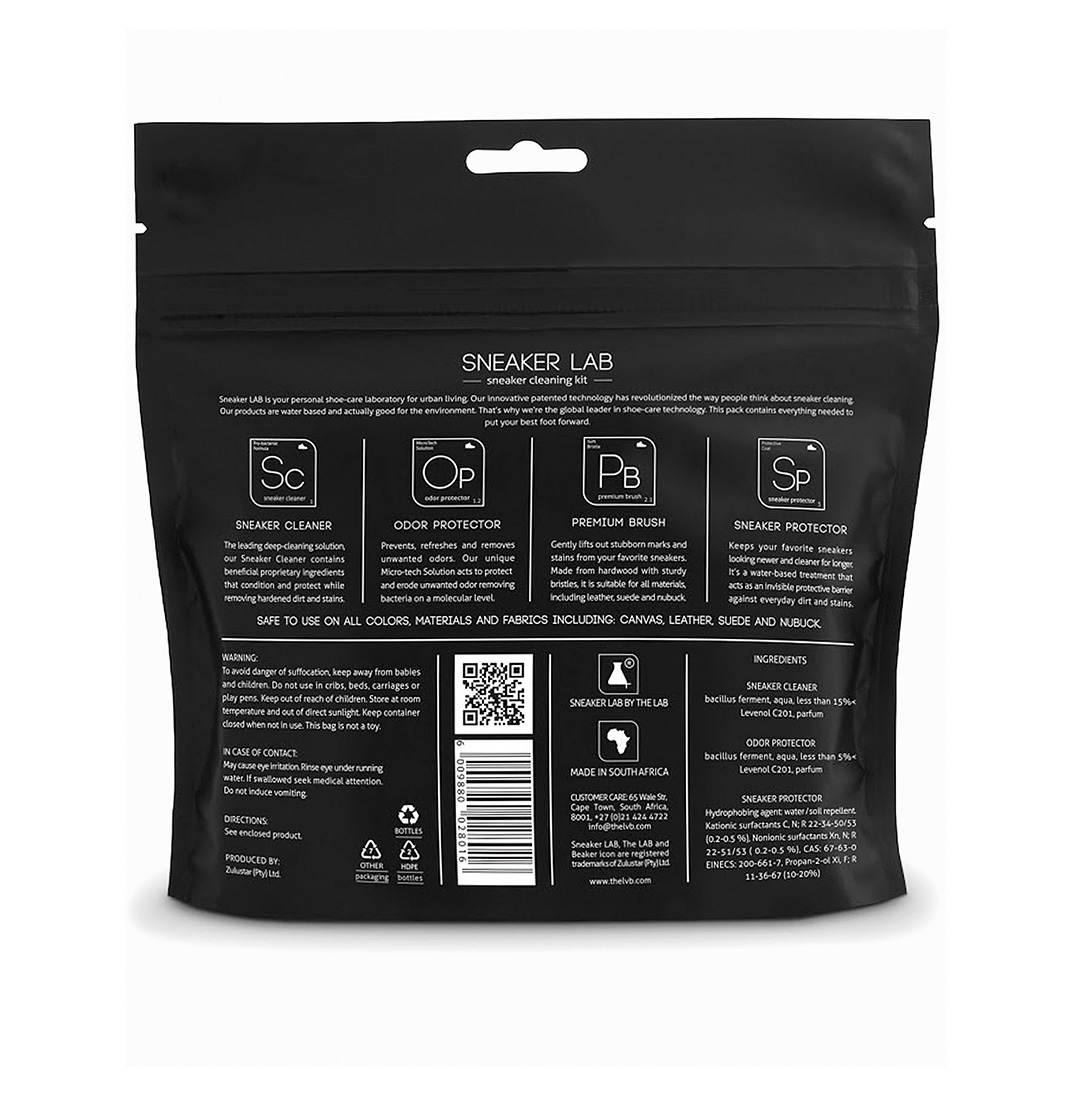 SNEAKER LAB
sneaker cleaning kit
Sneaker LAB is your personal shoe-care laboratory for urban living. Our innovative patented technology has revolutionized the way people think about sneaker cleaning.
Our products are water based and actually good for the environment. That's why we're the global leader in shoe-care technology. This pack contains everything needed to
put your best foot forward.
Pro-bacterial
Formula
Sc
sneaker cleaner
1
SNEAKER CLEANER
The leading deep-cleaning solution,
our Sneaker Cleaner contains
beneficial proprietary ingredients
that condition and protect while
removing hardened dirt and stains.
MicroTech
Solution
Op
odor protector
1.2
ODOR PROTECTOR
Prevents, refreshes and removes
unwanted odors. Our unique
Micro-tech Solution acts to protect
and erode unwanted odor removing
bacteria on a molecular level.
Soft
Bristle
PB
premium brush
2.1
PREMIUM BRUSH
Gently lifts out stubborn marks and
stains from your favorite sneakers.
Made from hardwood with sturdy
bristles, it is suitable for all materials,
including leather, suede and nubuck.
Protective
Coat
Sp
sneaker protector
3
SNEAKER PROTECTOR
Keeps your favorite sneakers
looking newer and cleaner for longer.
It's a water-based treatment that
acts as an invisible protective barrier
against everyday dirt and stains.
SAFE TO USE ON ALL COLORS, MATERIALS AND FABRICS INCLUDING: CANVAS, LEATHER, SUEDE AND NUBUCK.
WARNING:
To avoid danger of suffocation, keep away from babies
and children. Do not use in cribs, beds, carriages or
play pens. Keep out of reach of children. Store at room
temperature and out of direct sunlight. Keep container
closed when not in use. This bag is not a toy.
IN CASE OF CONTACT:
May cause eye irritation. Rinse eye under running
water. If swallowed seek medical attention.
Do not induce vomiting.
DIRECTIONS:
See enclosed product.
PRODUCED BY:
Zulustar (Pty) Ltd.
BOTTLES
7
OTHER
packaging
2
HDPE
bottles
6 009880 028016
®
SNEAKER LAB BY THE LAB
MADE IN SOUTH AFRICA
CUSTOMER CARE: 65 Wale Str,
Cape Town, South Africa,
8001, +27 (0)21 424 4722
info@thelvb.com
Sneaker LAB, The LAB and
Beaker icon are registered
trademarks of Zulustar (Pty) Ltd.
www.thelvb.com
INGREDIENTS
SNEAKER CLEANER
bacillus ferment, aqua, less than 15%<
Levenol C201, parfum
ODOR PROTECTOR
bacillus ferment, aqua, less than 5%<
Levenol C201, parfum
SNEAKER PROTECTOR
Hydrophobing agent: water/soil repellent.
Kationic surfactants C, N; R 22-34-50/53
(0.2-0.5 %), Nonionic surfactants Xn, N; R
22-51/53 ( 0.2-0.5 %), CAS: 67-63-0
EINECS: 200-661-7, Propan-2-ol Xi, F; R
11-36-67 (10-20%)